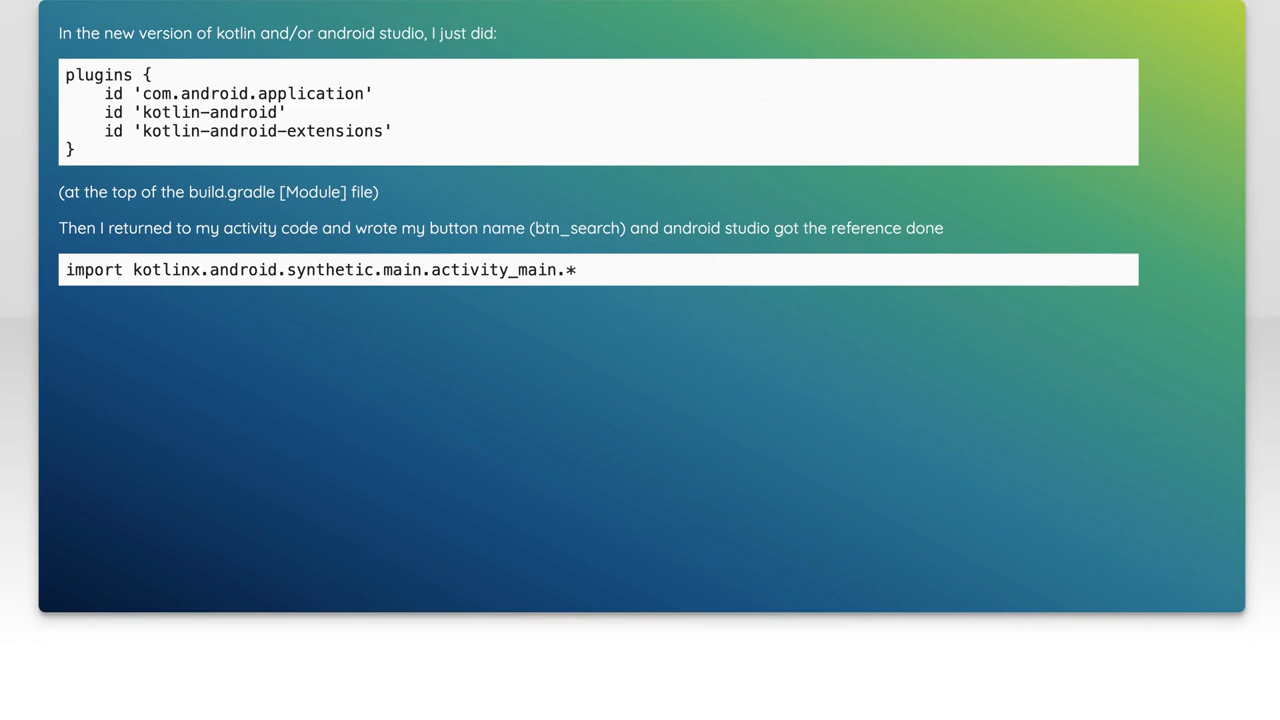 In the new version of kotlin and/or android studio, I just did:
plugins {
    id 'com.android.application'
    id 'kotlin-android'
    id 'kotlin-android-extensions'
}
(at the top of the build.gradle [Module] file)
Then I returned to my activity code and wrote my button name (btn_search) and android studio got the reference done
import kotlinx.android.synthetic.main.activity_main.*